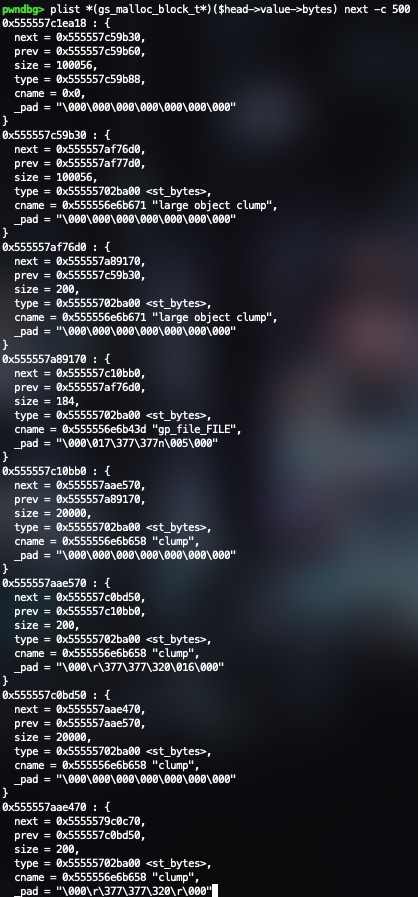 pwndbg> plist *(gs_malloc_block_t*)($head->value->bytes) next -c 500
0x555557c1ea18 : {
  next = 0x555557c59b30,
  prev = 0x555557c59b60,
  size = 100056,
  type = 0x555557c59b88,
  cname = 0x0,
  _pad = "\000\000\000\000\000\000\000"
}
0x555557c59b30 : {
  next = 0x555557af76d0,
  prev = 0x555557af77d0,
  size = 100056,
  type = 0x55555702ba00 <st_bytes>,
  cname = 0x555556e6b671 "large object clump",
  _pad = "\000\000\000\000\000\000\000"
}
0x555557af76d0 : {
  next = 0x555557a89170,
  prev = 0x555557c59b30,
  size = 200,
  type = 0x55555702ba00 <st_bytes>,
  cname = 0x555556e6b671 "large object clump",
  _pad = "\000\000\000\000\000\000\000"
}
0x555557a89170 : {
  next = 0x555557c10bb0,
  prev = 0x555557af76d0,
  size = 184,
  type = 0x55555702ba00 <st_bytes>,
  cname = 0x555556e6b43d "gp_file_FILE",
  _pad = "\000\017\377\377n\005\000"
}
0x555557c10bb0 : {
  next = 0x555557aae570,
  prev = 0x555557a89170,
  size = 20000,
  type = 0x55555702ba00 <st_bytes>,
  cname = 0x555556e6b658 "clump",
  _pad = "\000\000\000\000\000\000\000"
}
0x555557aae570 : {
  next = 0x555557c0bd50,
  prev = 0x555557c10bb0,
  size = 200,
  type = 0x55555702ba00 <st_bytes>,
  cname = 0x555556e6b658 "clump",
  _pad = "\000\r\377\377\320\016\000"
}
0x555557c0bd50 : {
  next = 0x555557aae470,
  prev = 0x555557aae570,
  size = 20000,
  type = 0x55555702ba00 <st_bytes>,
  cname = 0x555556e6b658 "clump",
  _pad = "\000\000\000\000\000\000\000"
}
0x555557aae470 : {
  next = 0x5555579c0c70,
  prev = 0x555557c0bd50,
  size = 200,
  type = 0x55555702ba00 <st_bytes>,
  cname = 0x555556e6b658 "clump",
  _pad = "\000\r\377\377\320\r\000"